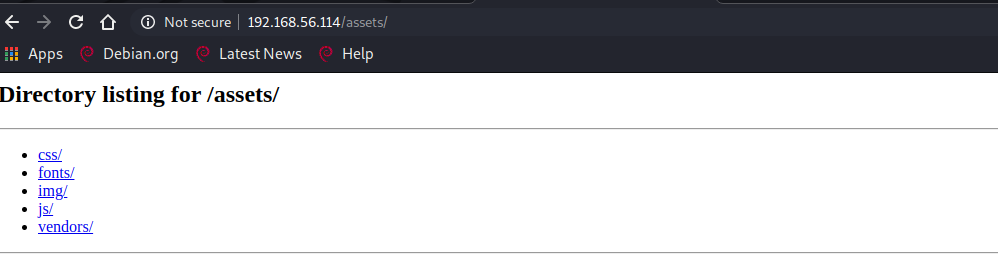 Not secure | 192.168.56.114/assets/
Apps Debian.org Latest News Help
Directory listing for /assets/
css/
fonts/
img/
js/
vendors/